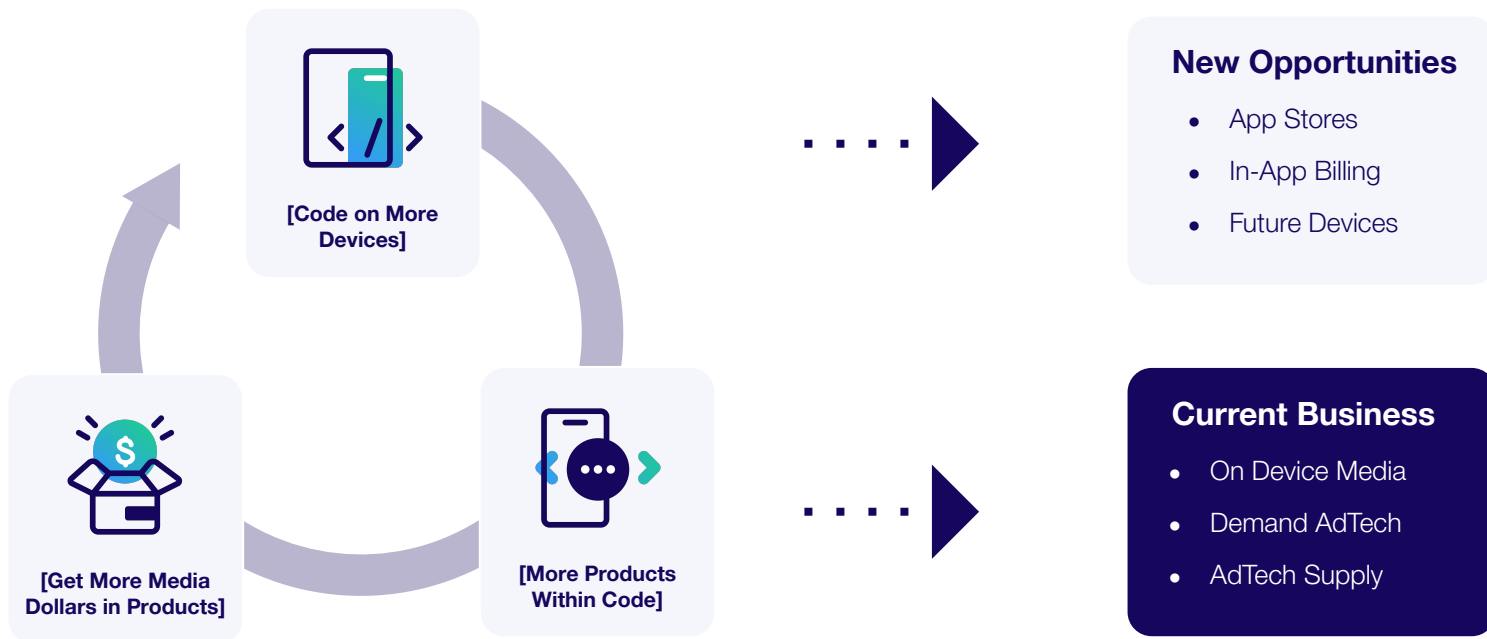 [Code on More
Devices]
[Get More Media
Dollars in Products]
[More Products
Within Code]
New Opportunities
• App Stores
• In-App Billing
• Future Devices
Current Business
• On Device Media
• Demand AdTech
• AdTech Supply